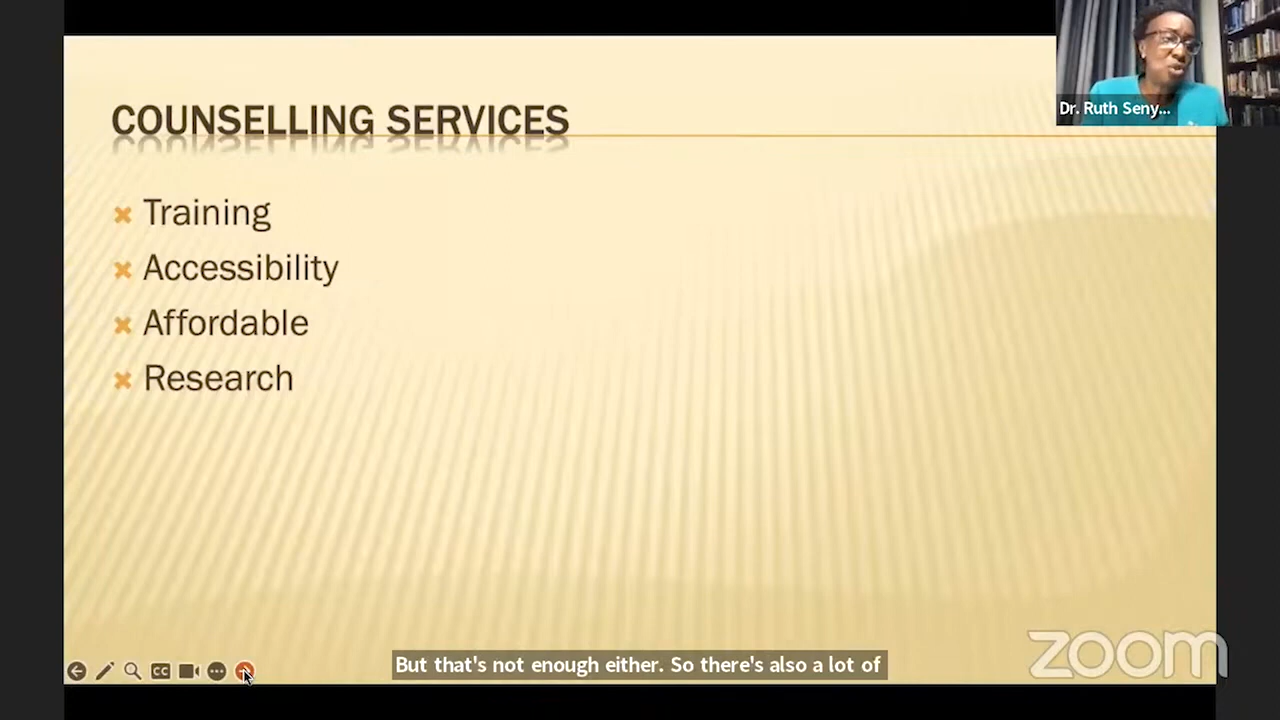 COUNSELLING SERVICES
Dr. Ruth Seny...
Training
Accessibility
Affordable
Research
CC
But that's not enough either. So there's also a lot of
zoom